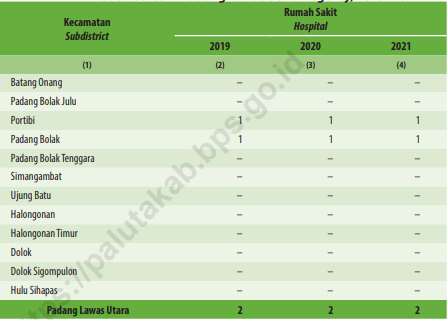 Kecamatan
Subdistrict
Rumah Sakit
Hospital
2019 2020 2021
(1) (2) (3) (4)
Batang Onang – – –
Padang Bolak Julu – – –
Portibi 1 1 1
Padang Bolak 1 1 1
Padang Bolak Tenggara – – –
Simangambat – – –
Ujung Batu – – –
Halongonan – – –
Halongonan Timur – – –
Dolok – – –
Dolok Sigompulon – – –
Hulu Sihapas – – –
Padang Lawas Utara 2 2 2
palutakab.bps.go.id